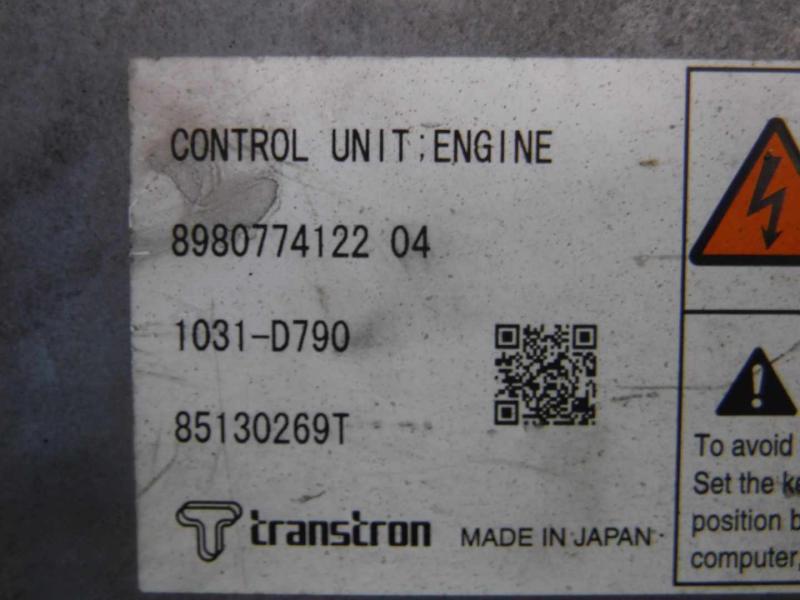 CONTROL UNIT;ENGINE
8980774122 04
1031-D790
85130269T
transtron MADE IN JAPAN
To avoid
Set the
position
computer,